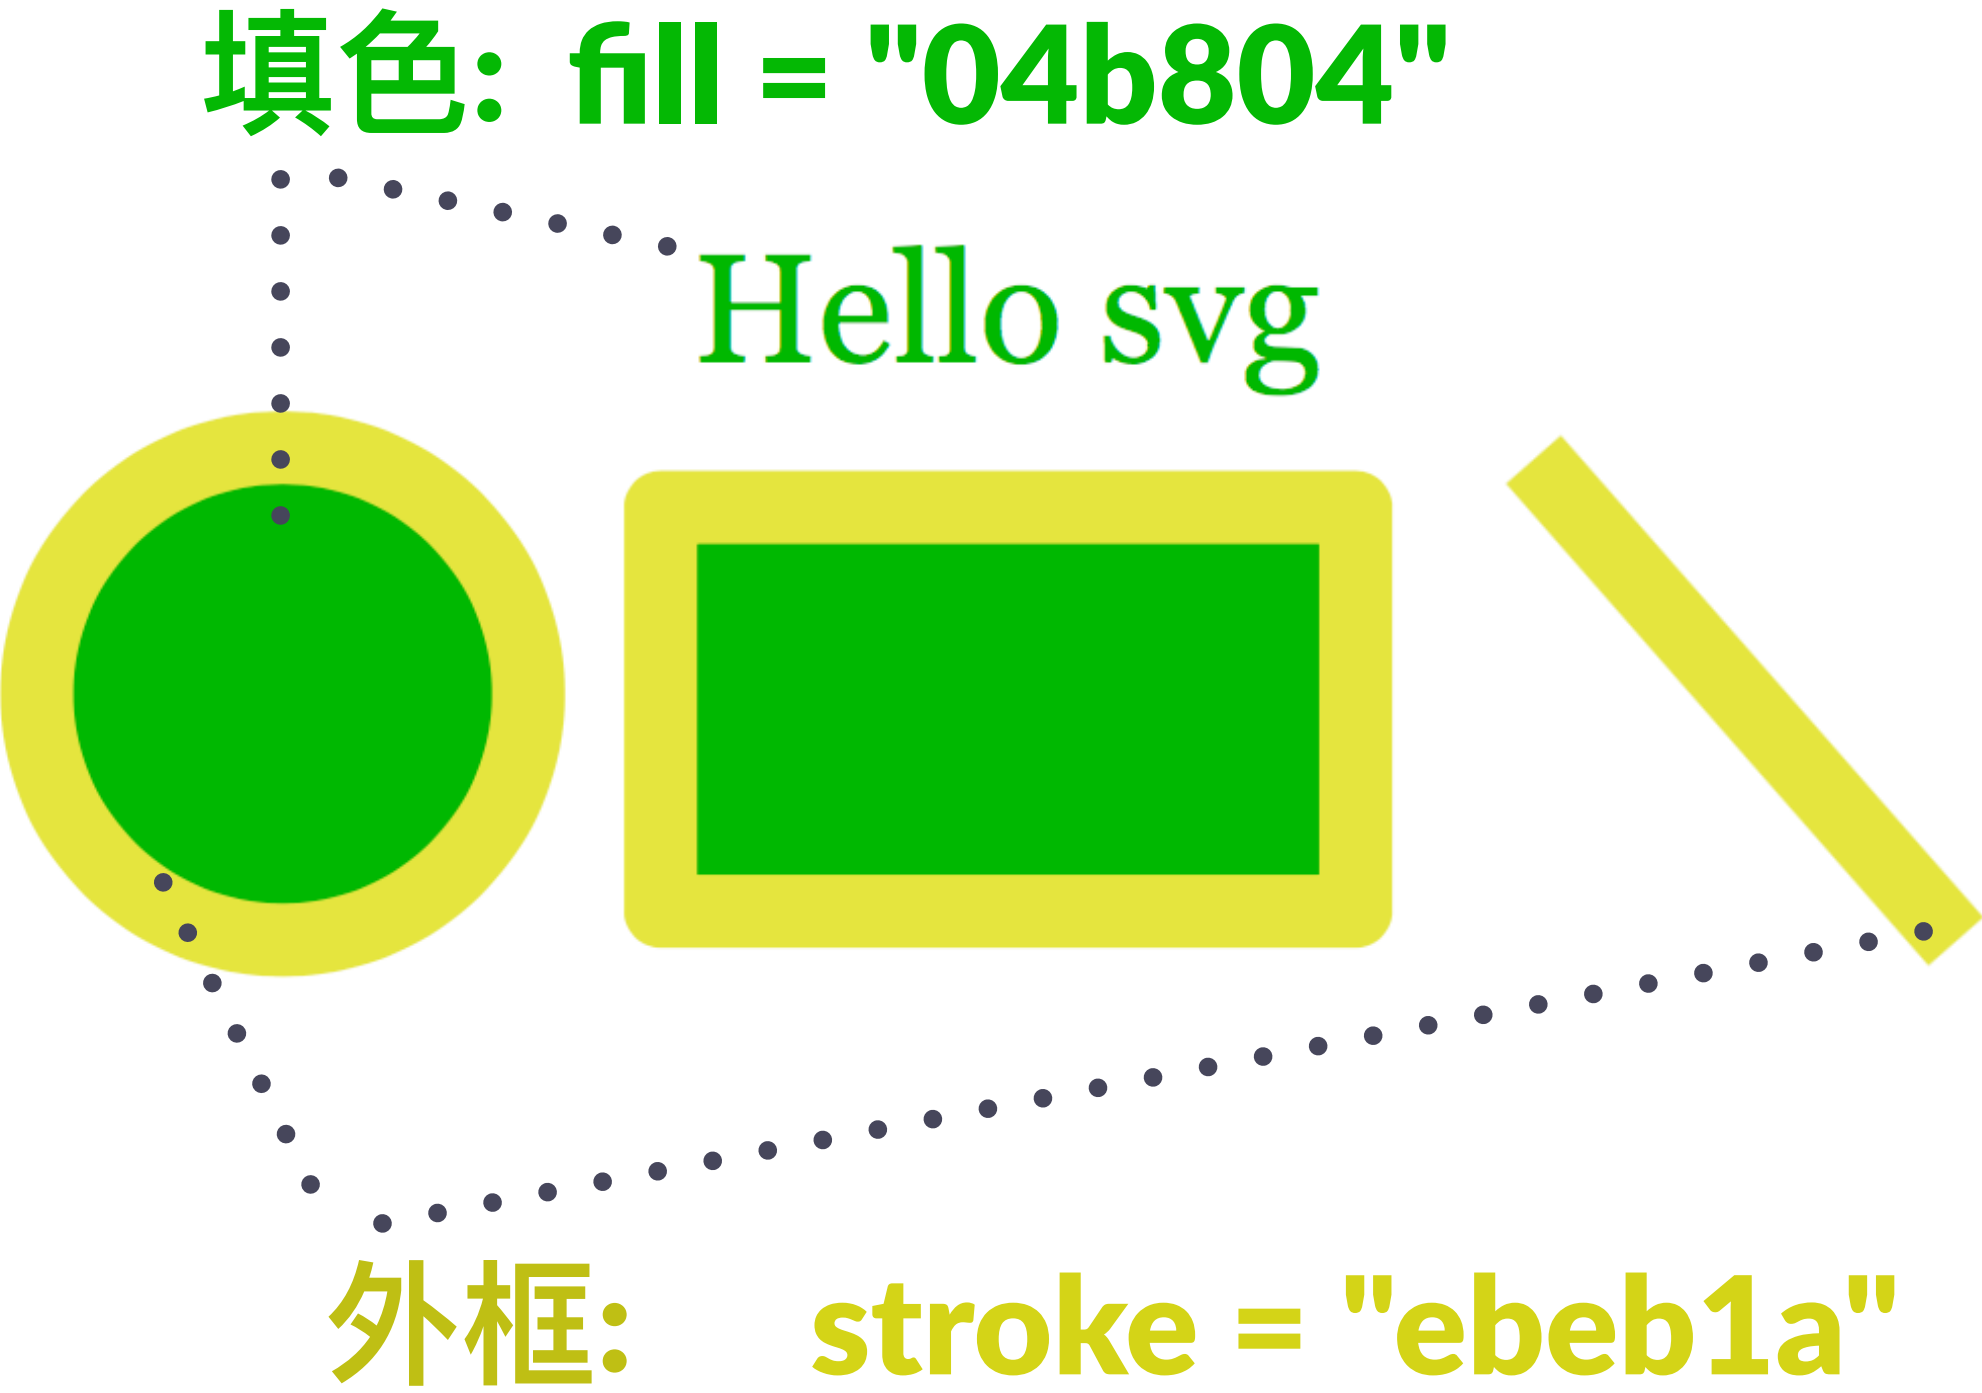 填色: fill = "04b804"
Hello svg
外框: stroke = "ebeb1a"